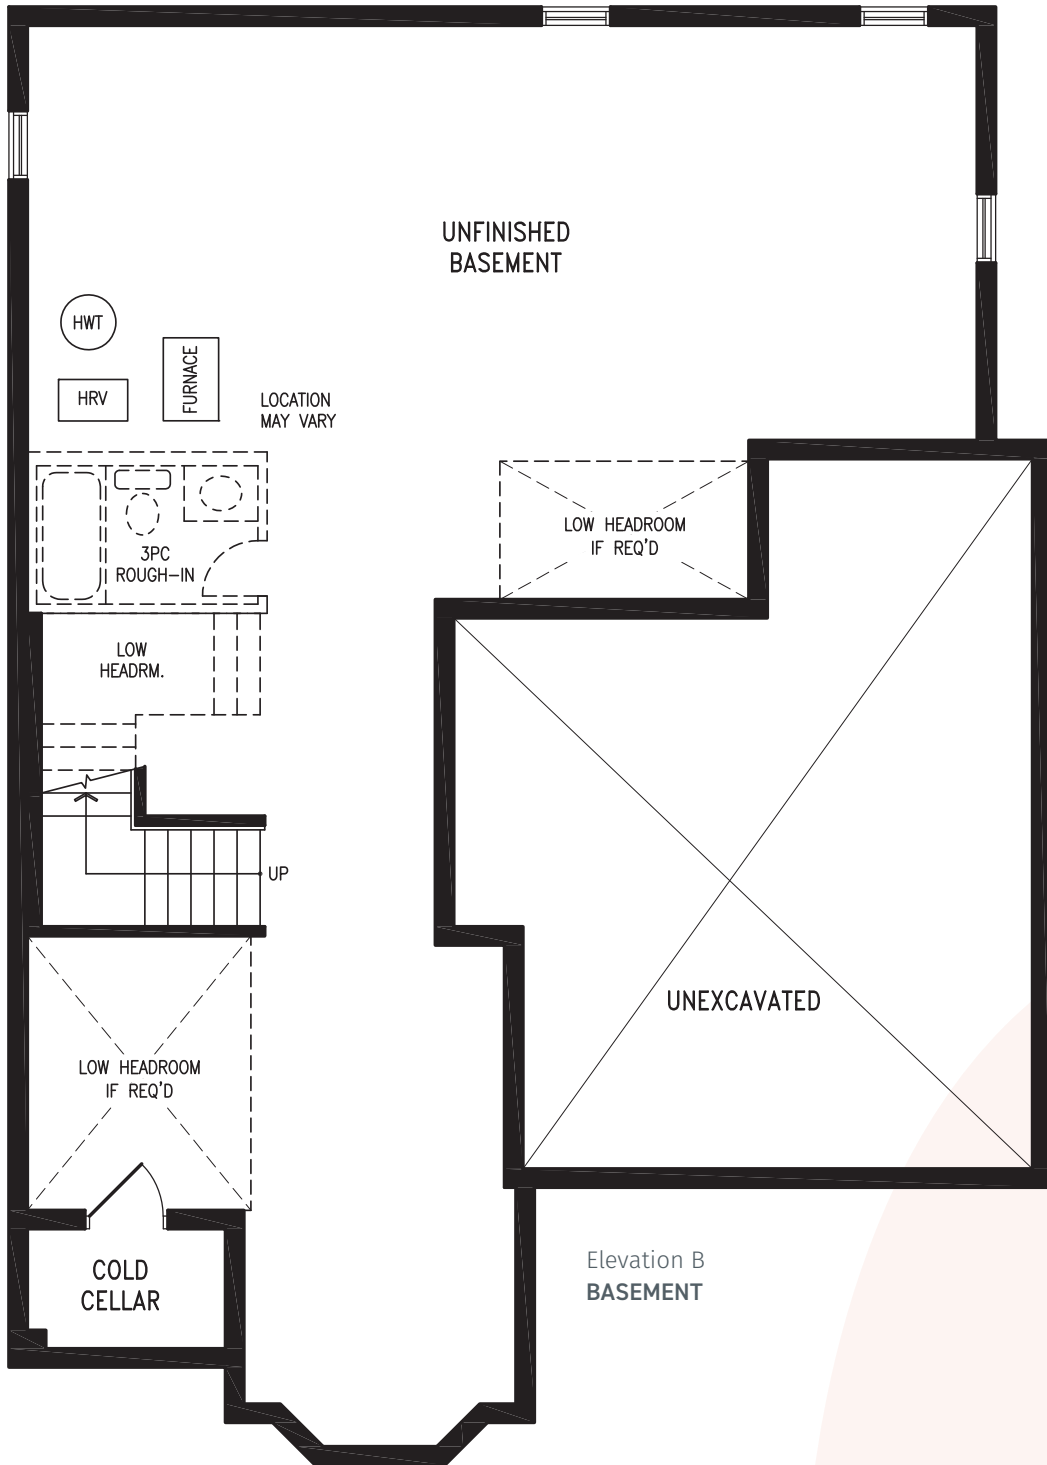 UNFINISHED
BASEMENT
HWT
HRV
FURNACE
LOCATION
MAY VARY
3PC
ROUGH-IN
LOW HEADROOM
IF REQ'D
LOW
HEADRM.
UP
UNEXCAVATED
LOW HEADROOM
IF REQ'D
COLD
CELLAR
Elevation B
BASEMENT